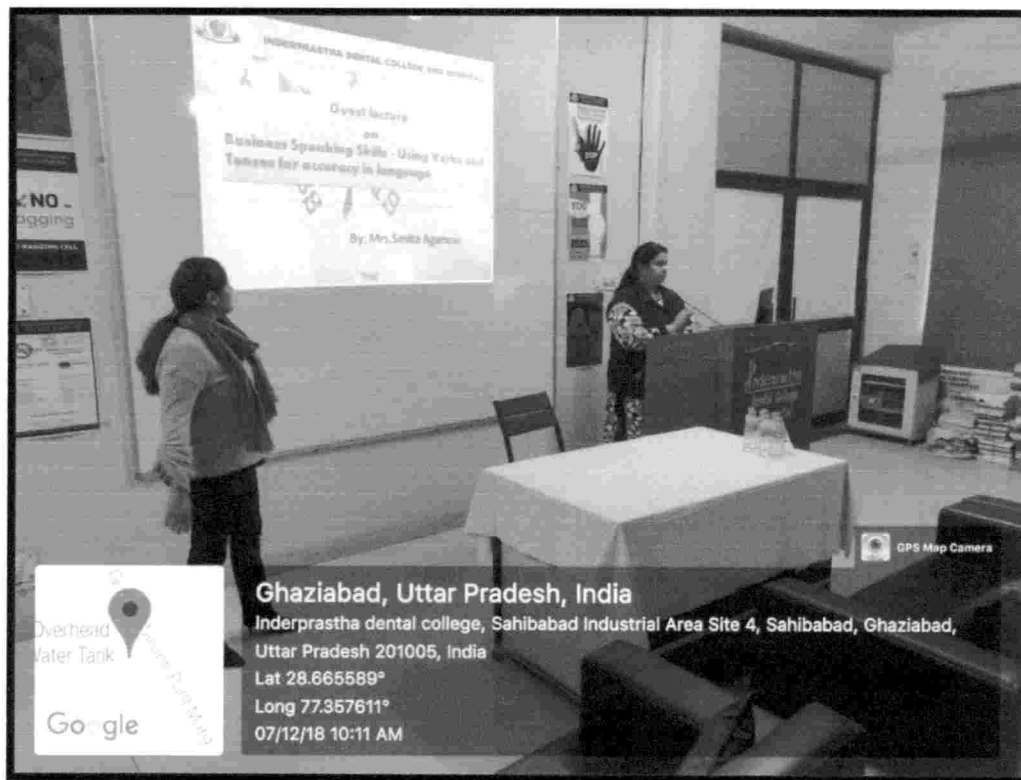 INDERPRASTHA DENTAL COLLEGE AND HOSPITAL
Guest lecture
on
Business Speaking Skills - Using Verbs and
Tenses for accuracy in language
By: Mrs.Smita Agarwal
NO
agging
YOU
GPS Map Camera
Overhead
Water Tank
Google
Ghaziabad, Uttar Pradesh, India
Inderprastha dental college, Sahibabad Industrial Area Site 4, Sahibabad, Ghaziabad,
Uttar Pradesh 201005, India
Lat 28.665589°
Long 77.357611°
07/12/18 10:11 AM